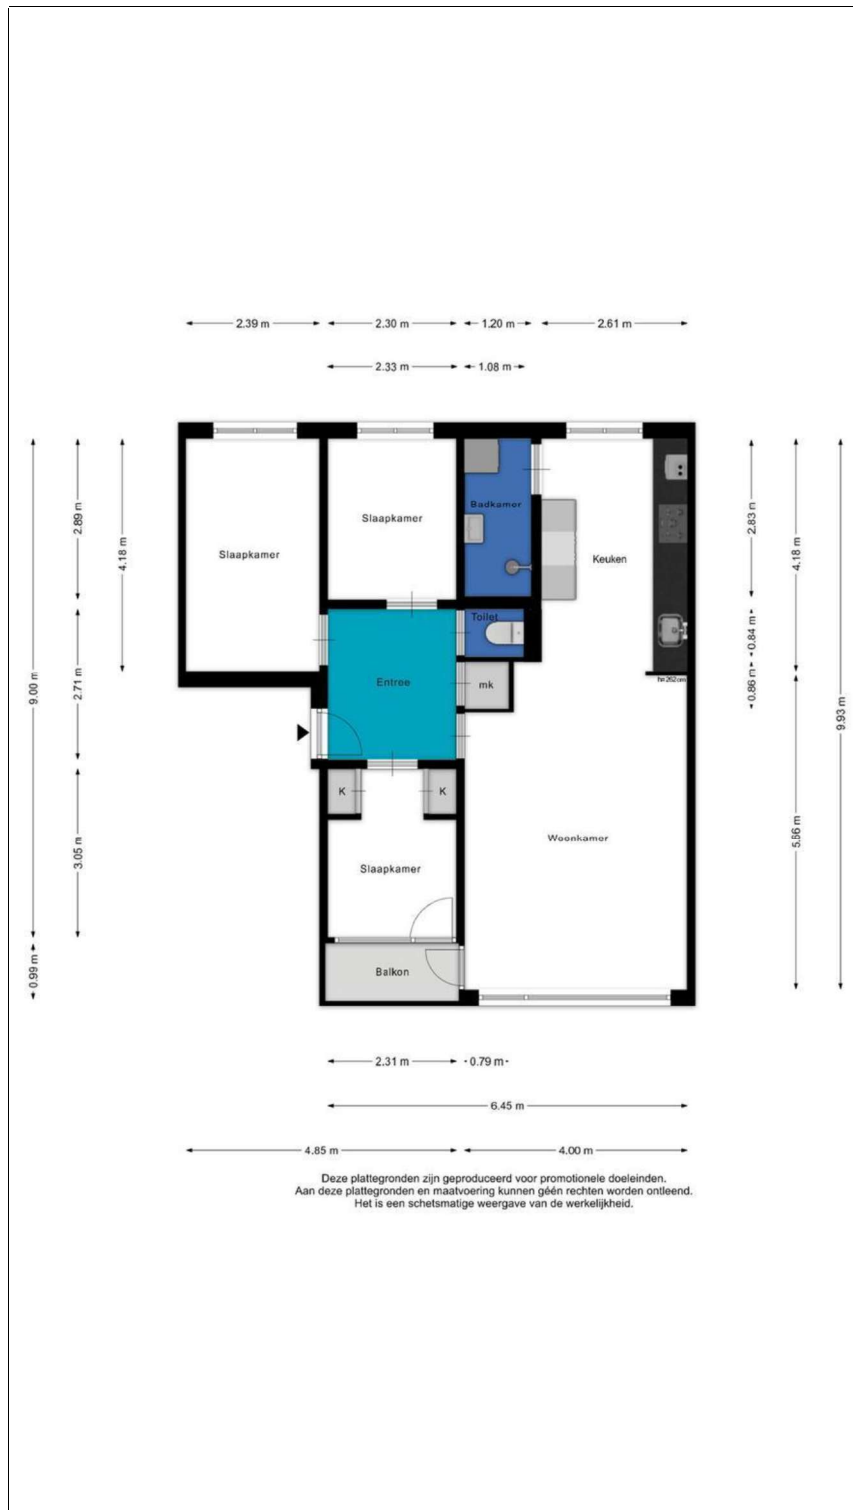 2.39 m
2.30 m
1.20 m
2.61 m
2.33 m
1.08 m
Slaapkamer
Slaapkamer
Badkamer
Keuken
Toilet
Entree
mk
h=262cm
K
K
Woonkamer
Slaapkamer
Balkon
9.00 m
0.99 m
2.89 m
2.71 m
3.05 m
4.18 m
2.83 m
0.84 m
0.86 m
4.18 m
5.66 m
9.93 m
2.31 m
0.79 m
6.45 m
4.85 m
4.00 m
Deze plattegronden zijn geproduceerd voor promotionele doeleinden.
Aan deze plattegronden en maatvoering kunnen géén rechten worden ontleend.
Het is een schetsmatige weergave van de werkelijkheid.